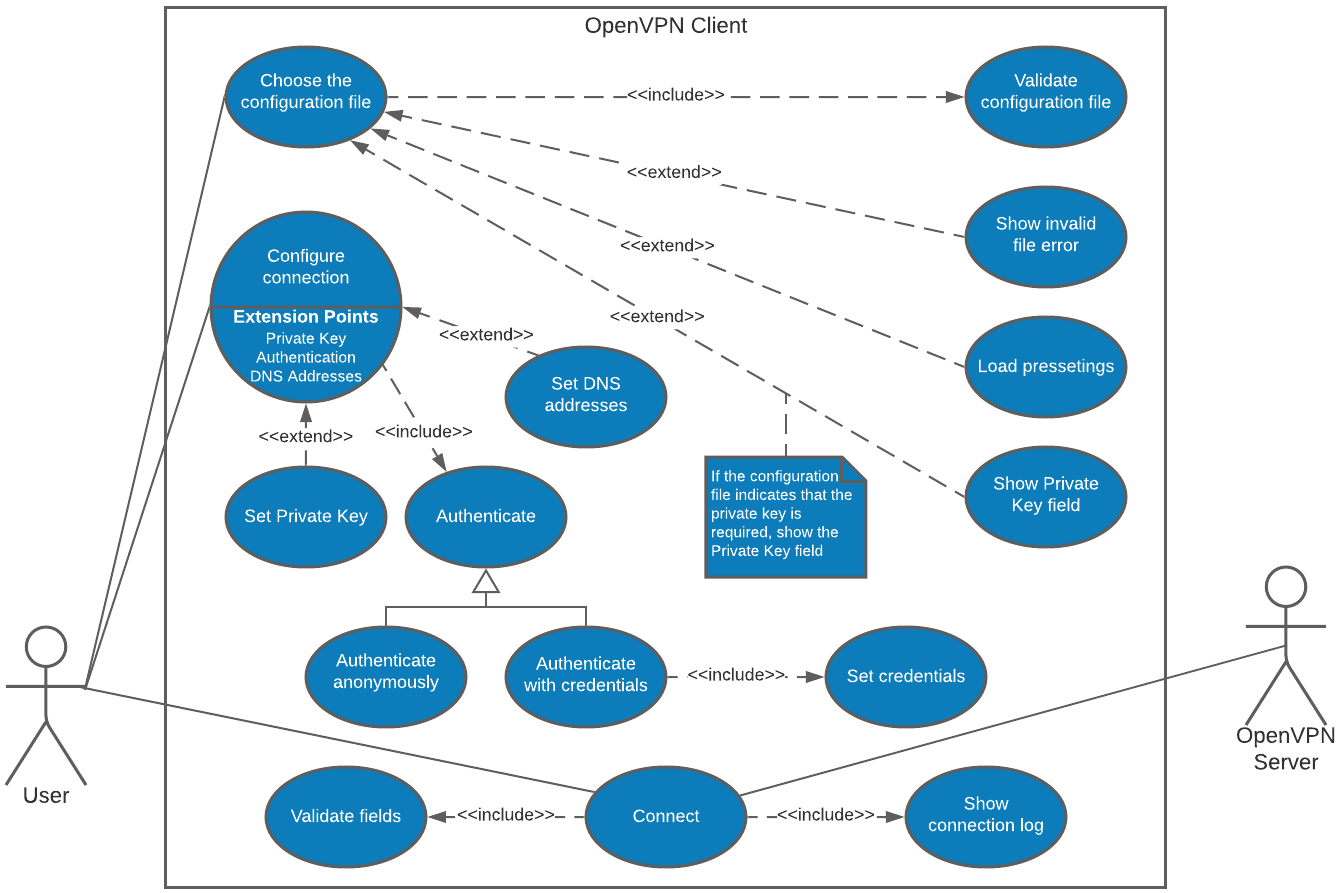 OpenVPN Client
Choose the
configuration file
<<include>>
Validate
configuration file
<<extend>>
Show invalid
file error
<<extend>>
Load pressetings
<<extend>>
Show Private
Key field
If the configuration
file indicates that the
private key is
required, show the
Private Key field
Configure
connection
Extension Points
Private Key
Authentication
DNS Addresses
<<extend>>
Set DNS
addresses
<<extend>>
Set Private Key
<<include>>
Authenticate
Authenticate
anonymously
Authenticate
with credentials
<<include>>
Set credentials
User
OpenVPN
Server
Validate fields
<<include>>
Connect
<<include>>
Show
connection log